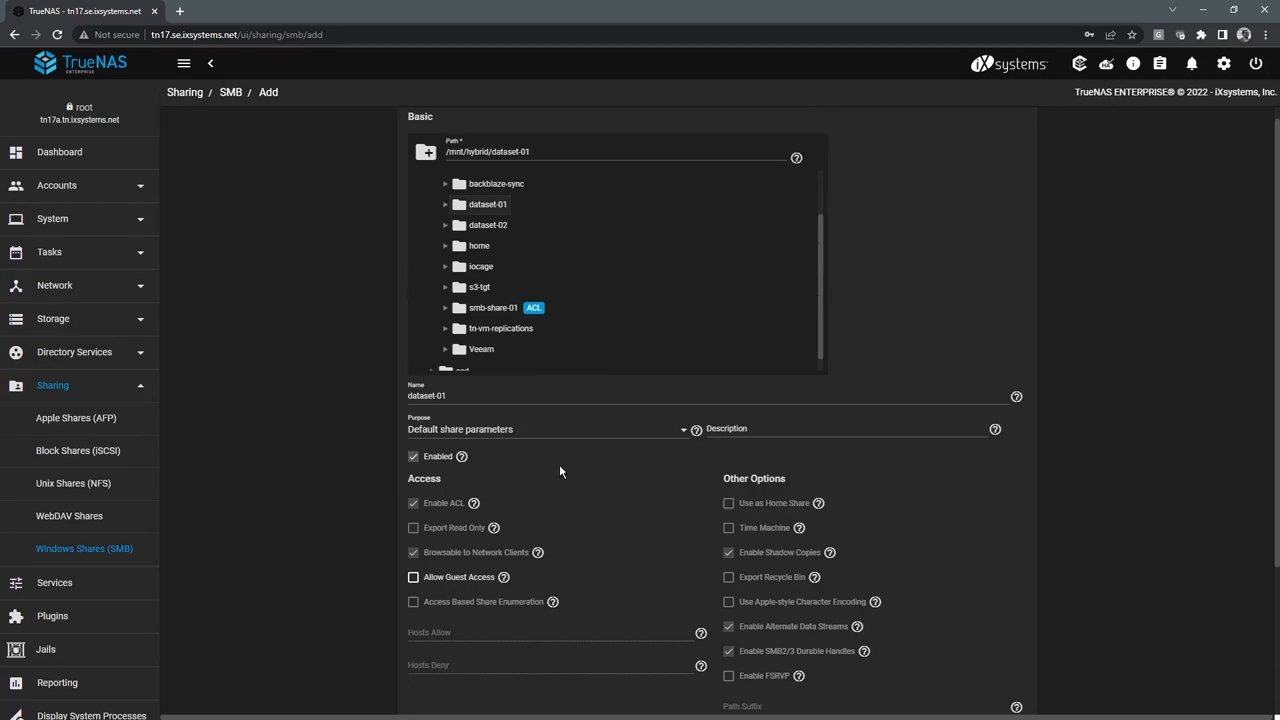 TrueNAS - tn17.se.ixsystems.net
Not secure
tn17.se.ixsystems.net/ui/sharing/smb/add
TrueNAS
ENTERPRISE
iXsystems
root
tn17a.tn.ixsystems.net
Sharing / SMB / Add
TrueNAS ENTERPRISE® © 2022 - iXsystems, Inc.
Dashboard
Accounts
System
Tasks
Network
Storage
Directory Services
Sharing
Apple Shares (AFP)
Block Shares (iSCSI)
Unix Shares (NFS)
WebDAV Shares
Windows Shares (SMB)
Services
Plugins
Jails
Reporting
Display System Processes
Basic
Path *
/mnt/hybrid/dataset-01
backblaze-sync
dataset-01
dataset-02
home
iocage
s3-tgt
smb-share-01 ACL
tn-vm-replications
Veeam
Name
dataset-01
Purpose
Default share parameters
Description
Enabled
Access
Enable ACL
Export Read Only
Browsable to Network Clients
Allow Guest Access
Access Based Share Enumeration
Hosts Allow
Hosts Deny
Other Options
Use as Home Share
Time Machine
Enable Shadow Copies
Export Recycle Bin
Use Apple-style Character Encoding
Enable Alternate Data Streams
Enable SMB2/3 Durable Handles
Enable FSRVP
Path Suffix